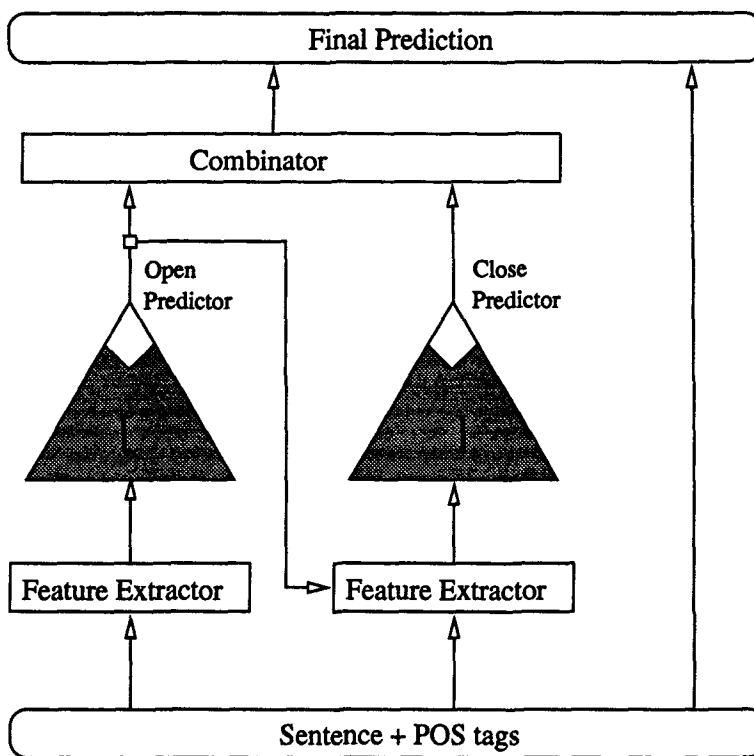 Final Prediction
Combinator
Open
Predictor
Close
Predictor
Feature Extractor
Feature Extractor
Sentence + POS tags